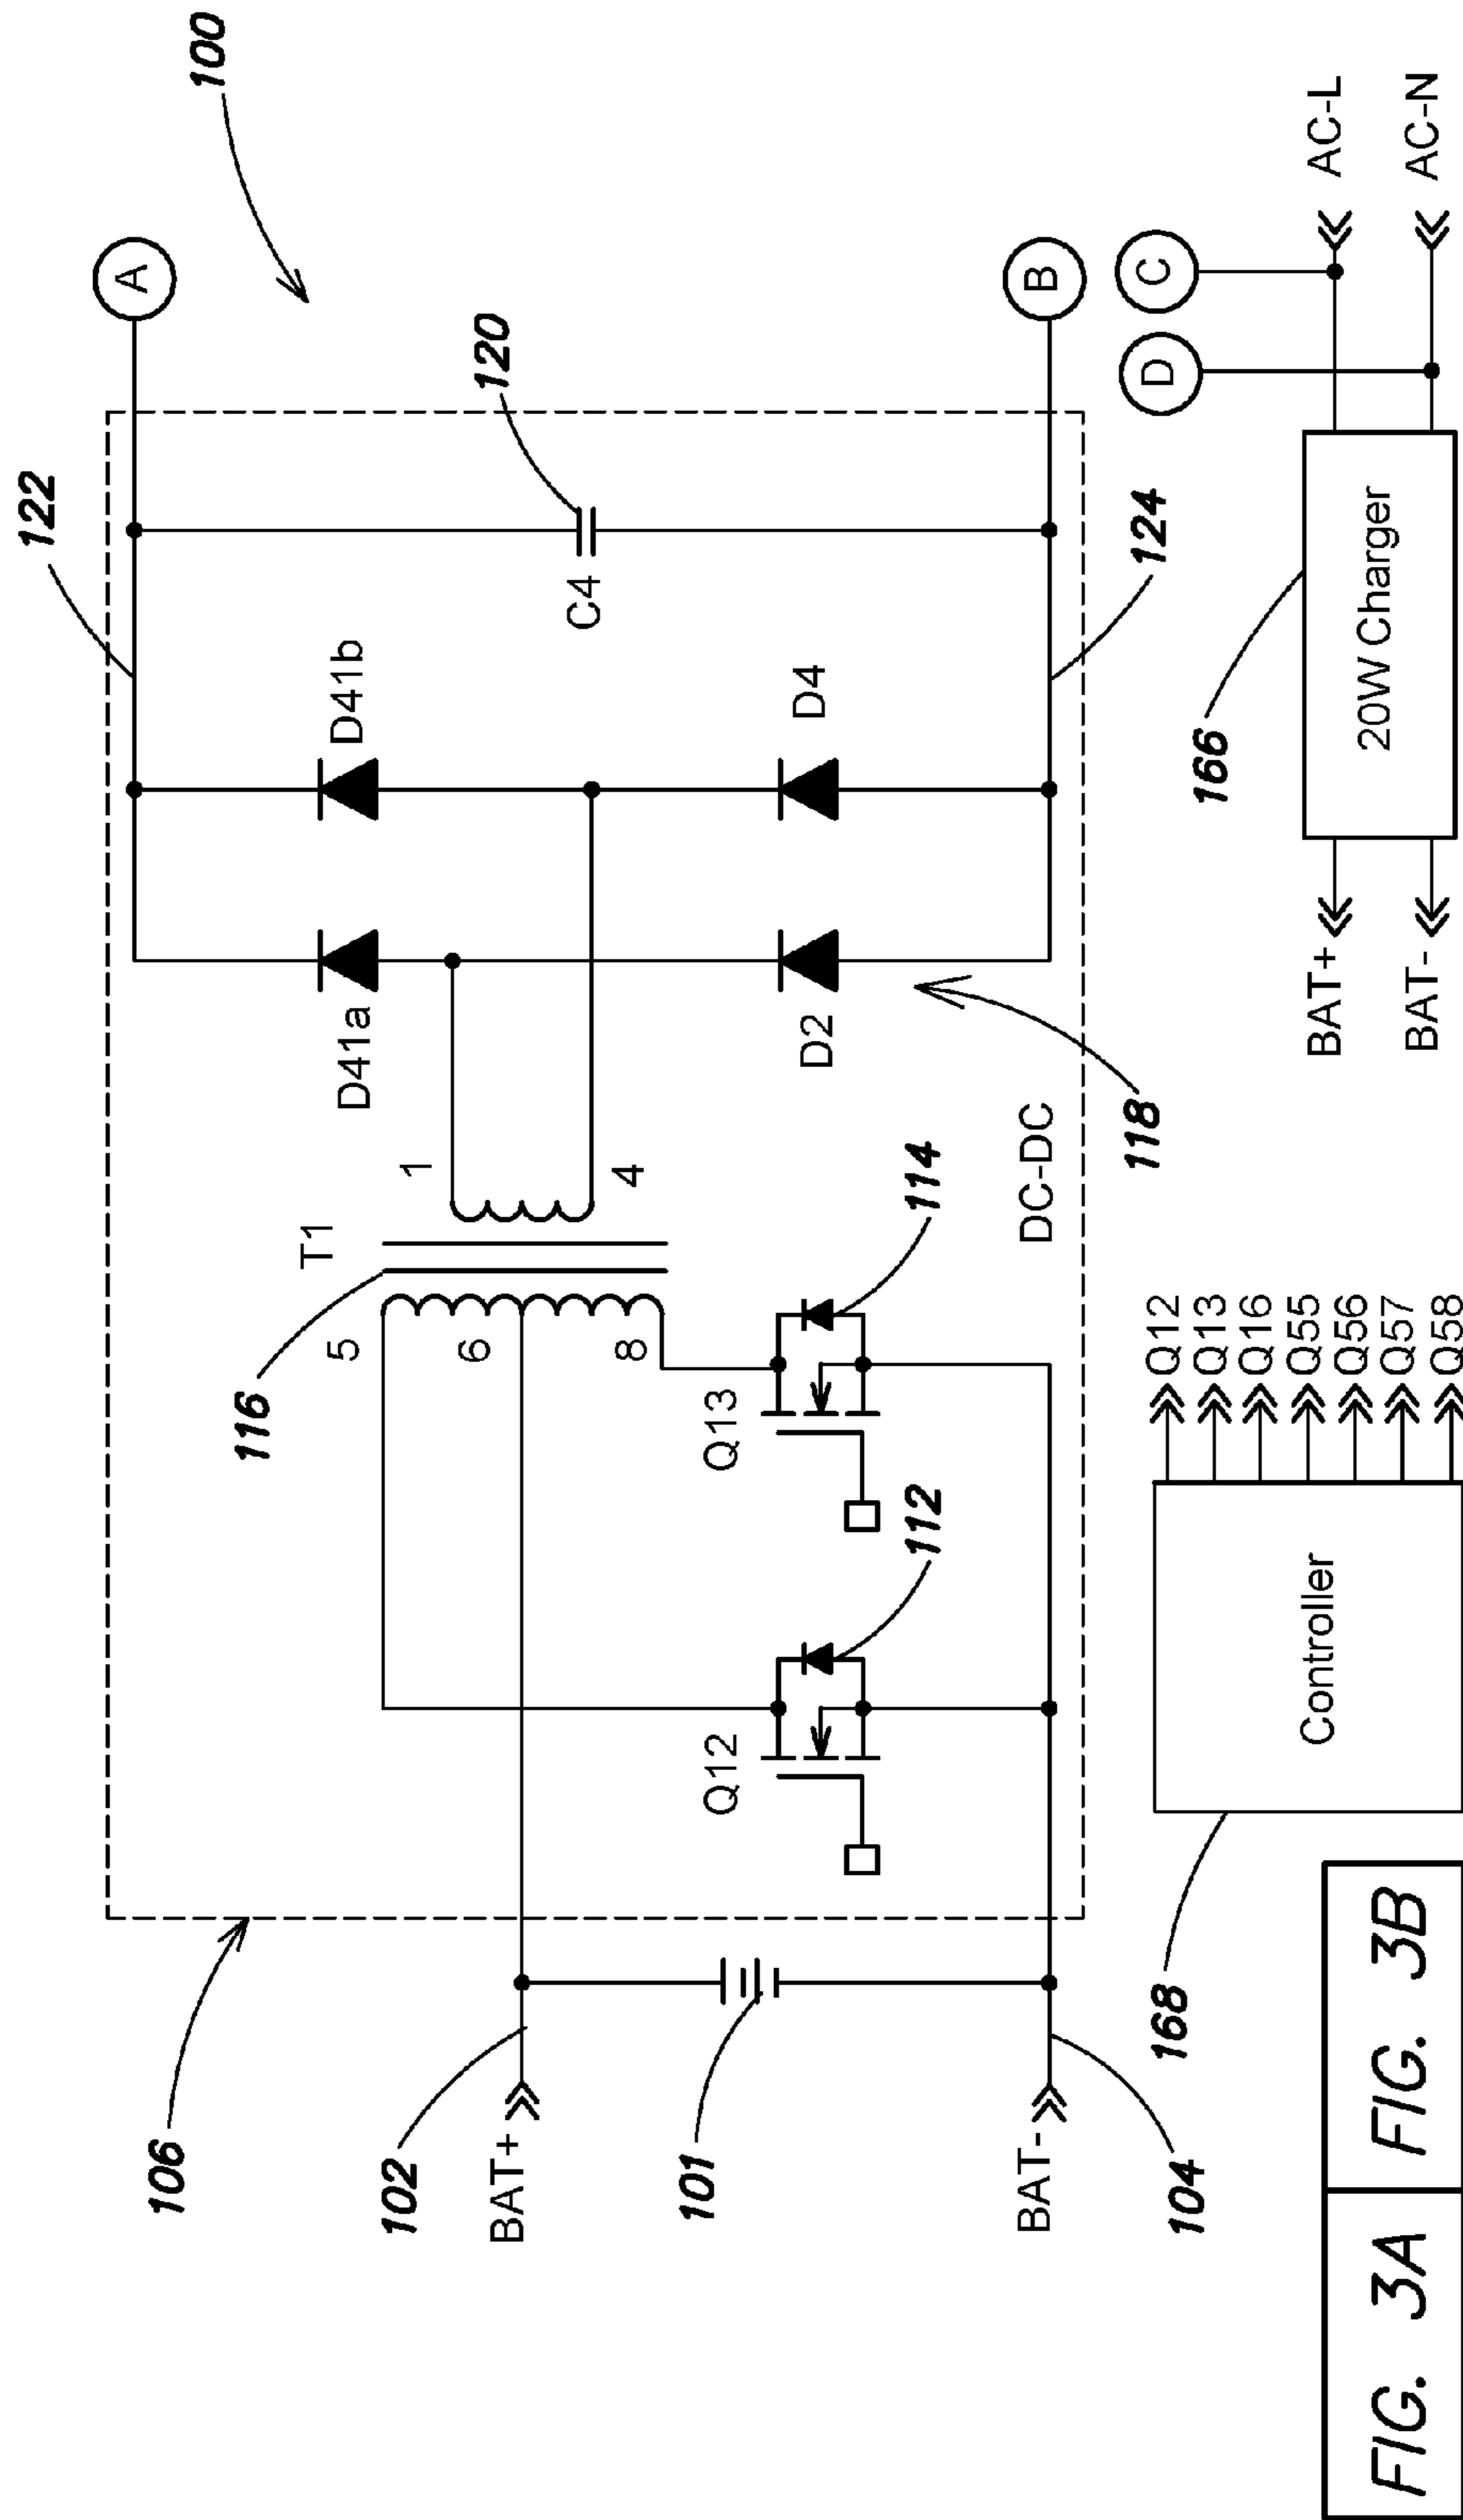 100
A
122
120
106
T1
D41a
D41b
116
5
1
102
6
BAT+
C4
4
8
101
Q12
Q13
D2
D4
112
114
B
BAT-
DC-DC
104
118
124
D
C
168
166
Controller
Q12
Q13
Q16
Q55
Q56
Q57
Q58
BAT+
BAT-
20W Charger
AC-L
AC-N
FIG. 3A
FIG. 3B